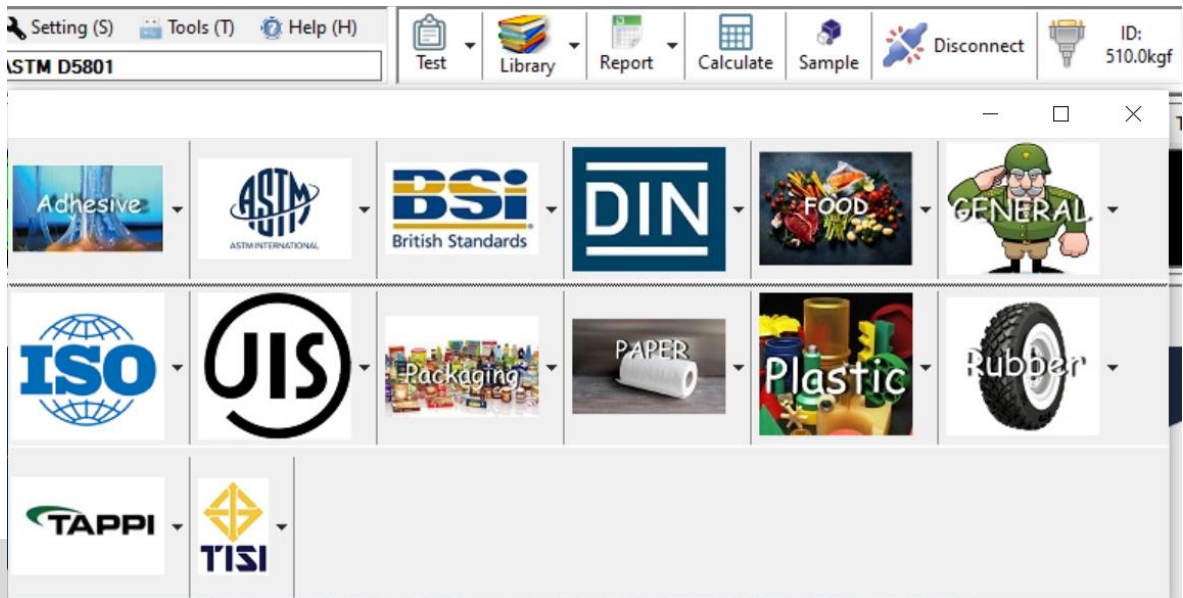 Setting (S) Tools (T) Help (H)
ASTM D5801
Test
Library
Report
Calculate
Sample
Disconnect
ID:
510.0kgf
Adhesive
ASTM
ASTM INTERNATIONAL
BSi
British Standards
DIN
FOOD
GENERAL
ISO
JIS
Packaging
PAPER
Plastic
Rubber
TAPPI
TISI